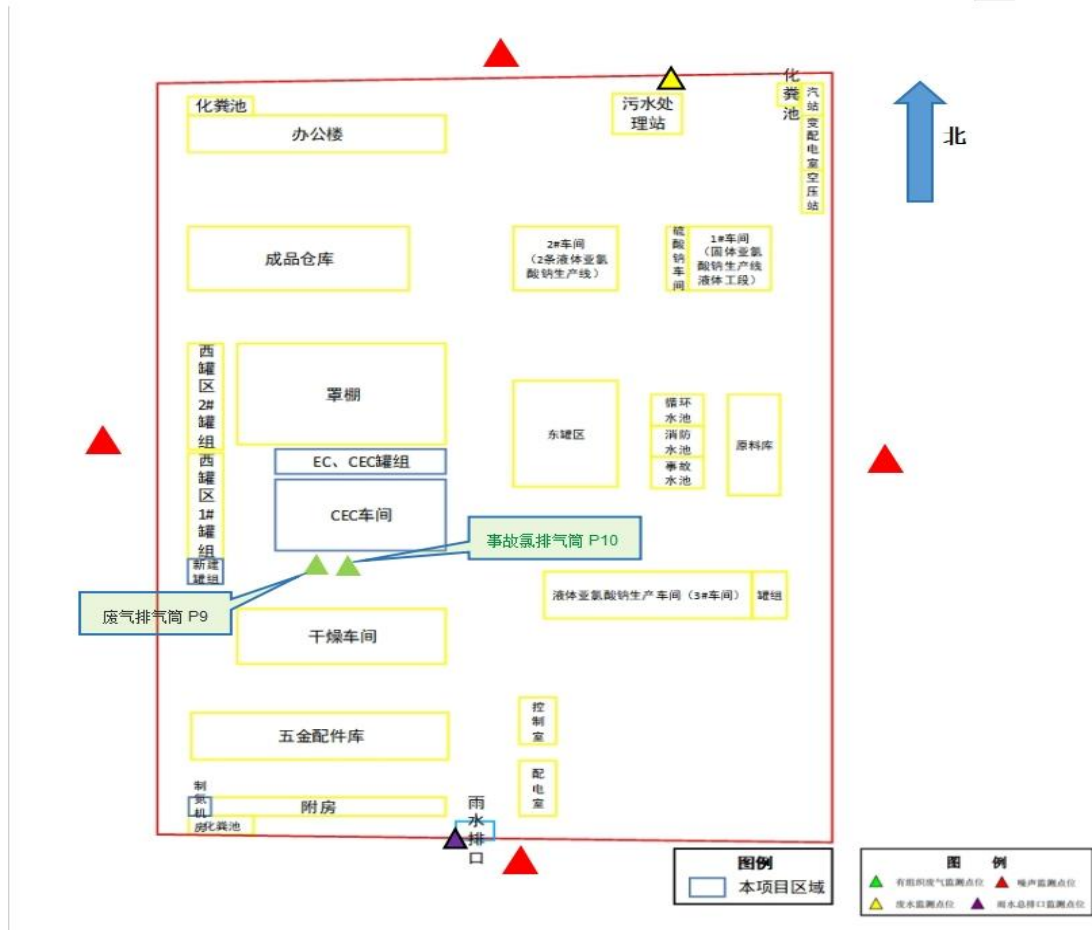 化粪池
办公楼
污水处
理站
化
粪
池
汽
站
变
配
电
室
空
压
站
北
成品仓库
2#车间
（2条液体亚氯
酸钠生产线）
硫
酸
钠
车
间
1#车间
（固体亚氯
酸钠生产线
液体工段）
西
罐
区
2#
罐
组
罩棚
西
罐
区
1#
罐
组
EC、CEC罐组
CEC车间
新建
罐组
东罐区
循环
水池
消防
水池
事故
水池
原料库
事故氯排气筒 P10
废气排气筒 P9
液体亚氯酸钠生产车间（3#车间）
罐组
干燥车间
五金配件库
控
制
室
配
电
室
制
氮
机
房
附房
化粪池
雨
水
排
口
图例
本项目区域
图 例
有组织废气监测点位
噪声监测点位
废水监测点位
雨水总排口监测点位